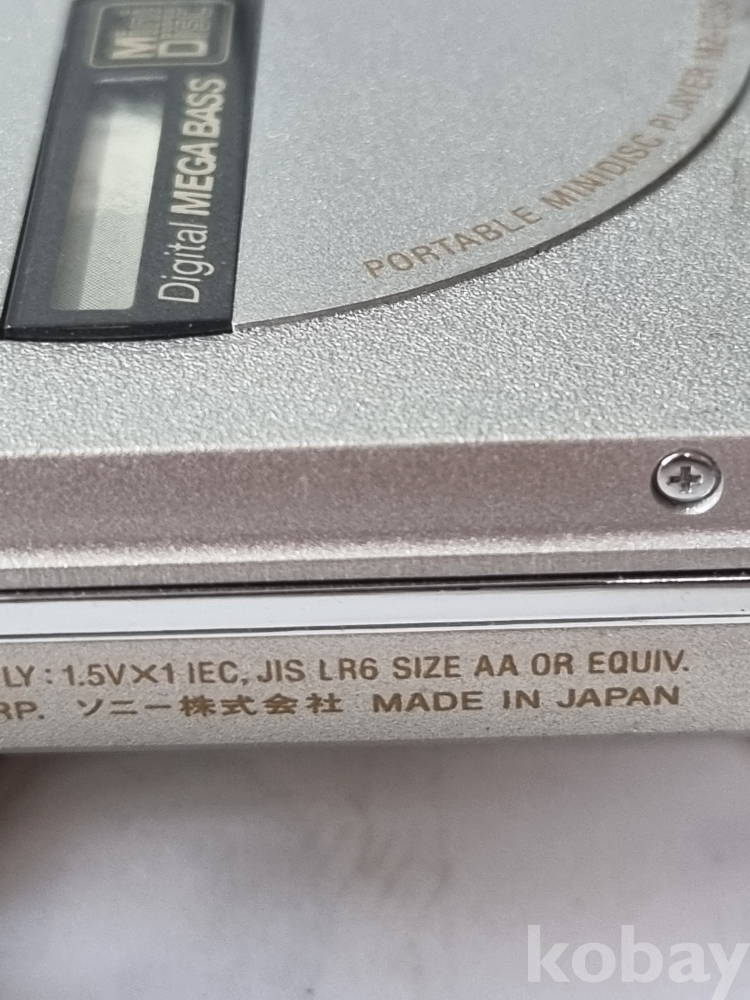 MD
Digital MEGA BASS
PORTABLE MINIDISC PLAYER
LY : 1.5V×1 IEC, JIS LR6 SIZE AA OR EQUIV.
RP. ソニー株式会社 MADE IN JAPAN
kobay